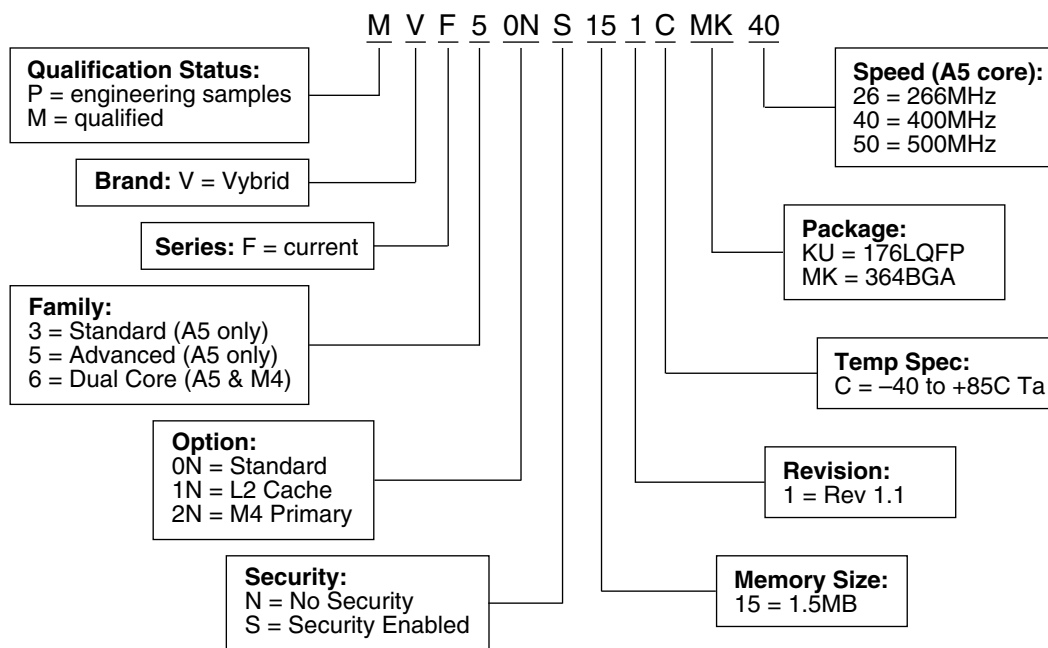 M V F 5 0N S 15 1 C MK 40
Qualification Status:
P = engineering samples
M = qualified
Brand: V = Vybrid
Series: F = current
Family:
3 = Standard (A5 only)
5 = Advanced (A5 only)
6 = Dual Core (A5 & M4)
Option:
0N = Standard
1N = L2 Cache
2N = M4 Primary
Security:
N = No Security
S = Security Enabled
Speed (A5 core):
26 = 266MHz
40 = 400MHz
50 = 500MHz
Package:
KU = 176LQFP
MK = 364BGA
Temp Spec:
C = –40 to +85C Ta
Revision:
1 = Rev 1.1
Memory Size:
15 = 1.5MB